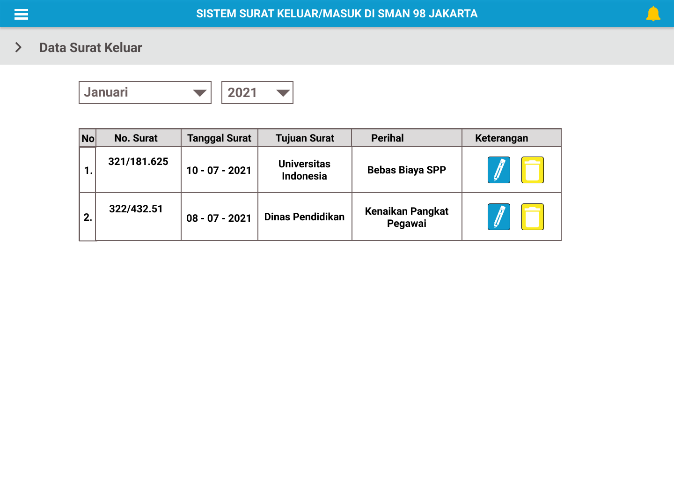 SISTEM SURAT KELUAR/MASUK DI SMAN 98 JAKARTA
Data Surat Keluar
Januari 2021
No No. Surat Tanggal Surat Tujuan Surat Perihal Keterangan
1. 321/181.625 10 - 07 - 2021 Universitas Indonesia Bebas Biaya SPP
2. 322/432.51 08 - 07 - 2021 Dinas Pendidikan Kenaikan Pangkat Pegawai